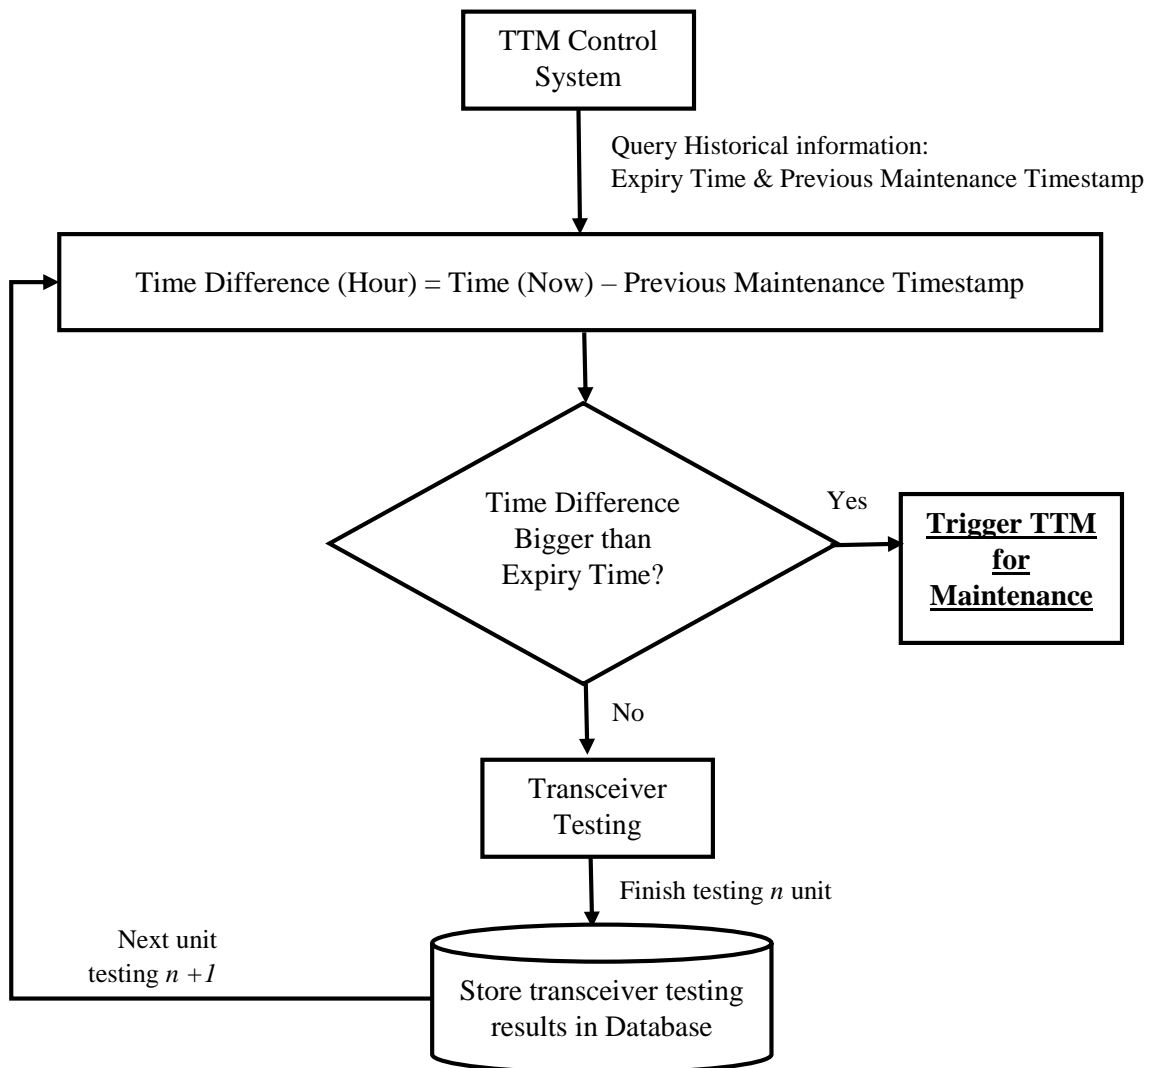 TTM Control
System
Query Historical information:
Expiry Time & Previous Maintenance Timestamp
Time Difference (Hour) = Time (Now) – Previous Maintenance Timestamp
Time Difference
Bigger than
Expiry Time?
Yes
Trigger TTM
for
Maintenance
No
Transceiver
Testing
Finish testing n unit
Next unit
testing n +1
Store transceiver testing
results in Database